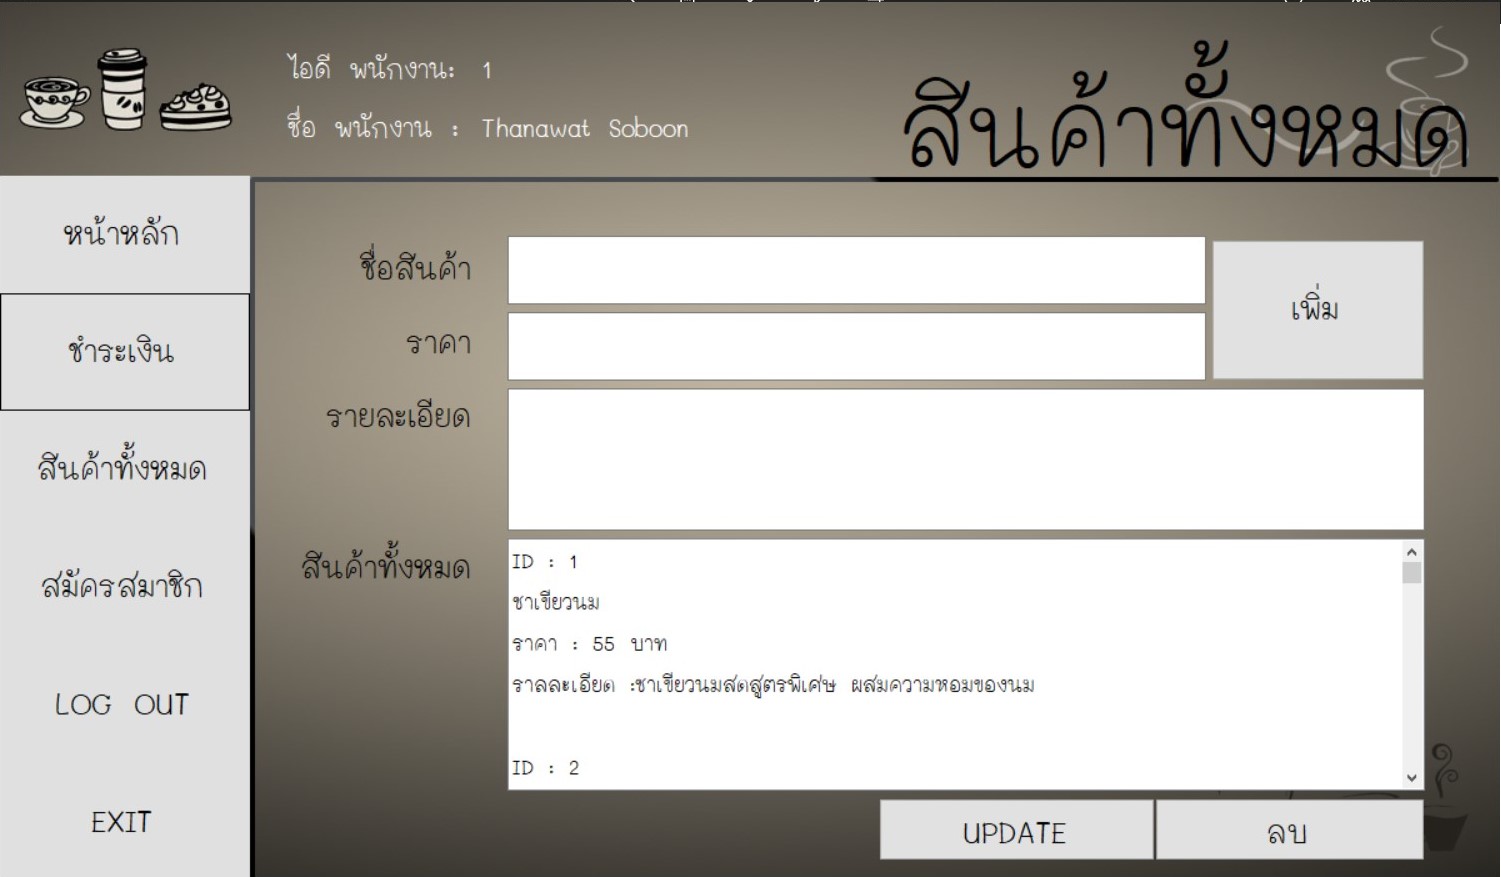 ไอดี พนักงาน: 1
ชื่อ พนักงาน : Thanawat Soboon
สินค้าทั้งหมด
หน้าหลัก
ชำระเงิน
สินค้าทั้งหมด
สมัครสมาชิก
LOG OUT
EXIT
ชื่อสินค้า
เพิ่ม
ราคา
รายละเอียด
สินค้าทั้งหมด
ID : 1
ชาเขียวนม
ราคา : 55 บาท
ราลละเอียด :ชาเขียวนมสดสูตรพิเศษ ผสมความหอมของนม
ID : 2
UPDATE
ลบ